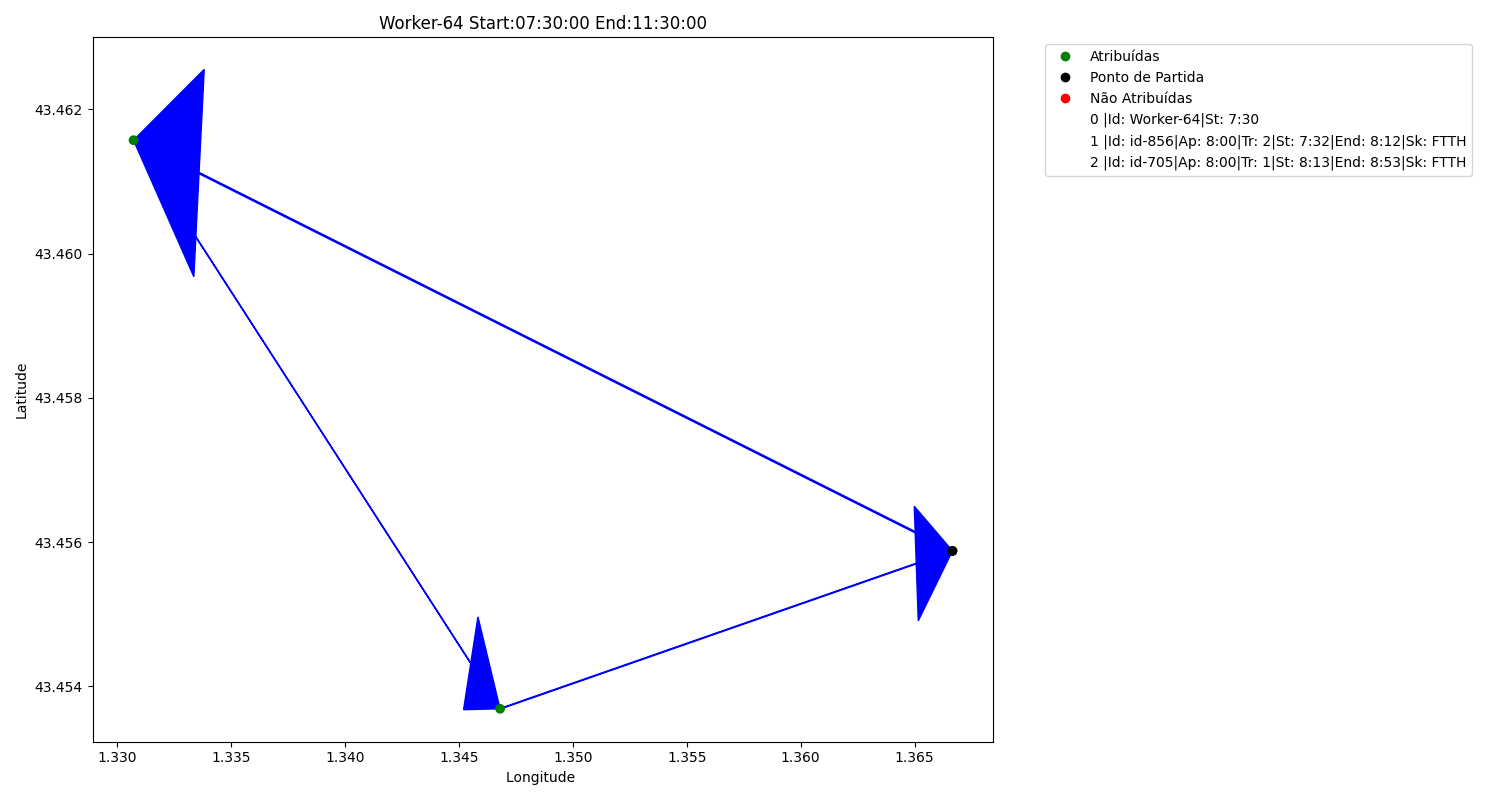 Worker-64 Start:07:30:00 End:11:30:00
Atribuídas
Ponto de Partida
Não Atribuídas
0 |Id: Worker-64|St: 7:30
1 |Id: id-856|Ap: 8:00|Tr: 2|St: 7:32|End: 8:12|Sk: FTTH
2 |Id: id-705|Ap: 8:00|Tr: 1|St: 8:13|End: 8:53|Sk: FTTH
Latitude
43.462
43.460
43.458
43.456
43.454
1.330 1.335 1.340 1.345 1.350 1.355 1.360 1.365
Longitude